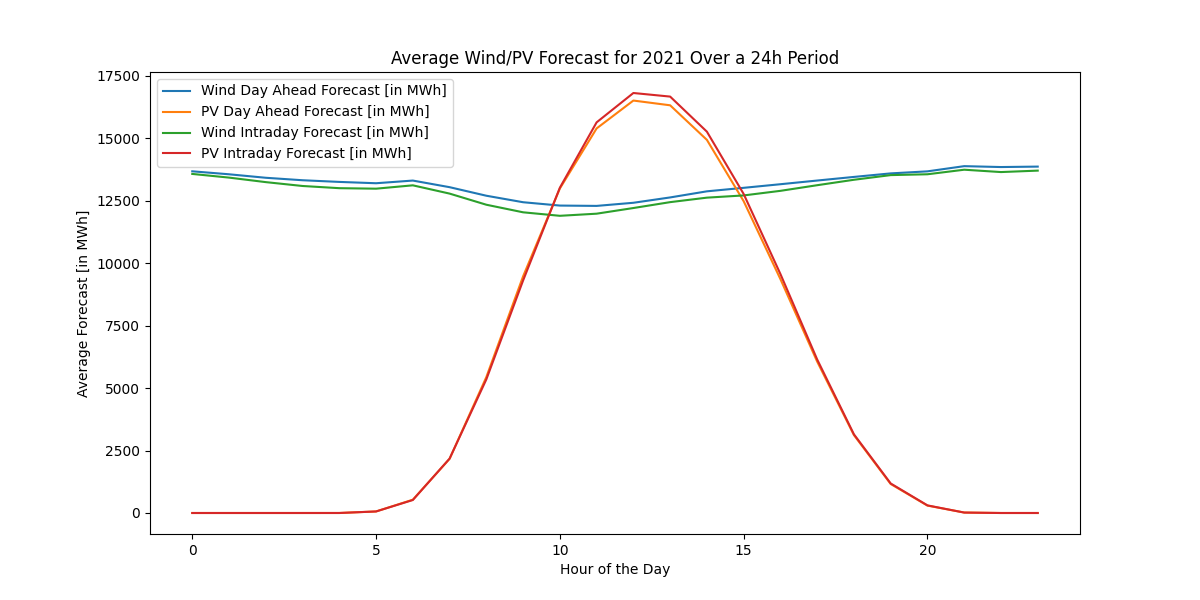 Average Wind/PV Forecast for 2021 Over a 24h Period
17500
15000
12500
10000
7500
5000
2500
0
Average Forecast [in MWh]
Wind Day Ahead Forecast [in MWh]
PV Day Ahead Forecast [in MWh]
Wind Intraday Forecast [in MWh]
PV Intraday Forecast [in MWh]
0 5 10 15 20
Hour of the Day